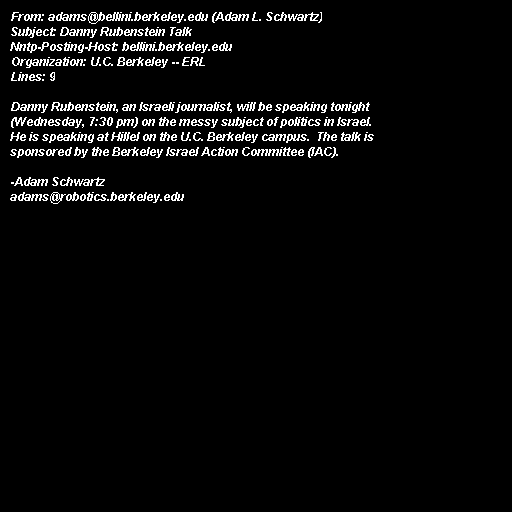 From: adams@bellini.berkeley.edu (Adam L. Schwartz)
Subject: Danny Rubenstein Talk
Nntp-Posting-Host: bellini.berkeley.edu
Organization: U.C. Berkeley -- ERL
Lines: 9
Danny Rubenstein, an Israeli journalist, will be speaking tonight
(Wednesday, 7:30 pm) on the messy subject of politics in Israel.
He is speaking at Hillel on the U.C. Berkeley campus.  The talk is
sponsored by the Berkeley Israel Action Committee (IAC).
-Adam Schwartz
adams@robotics.berkeley.edu